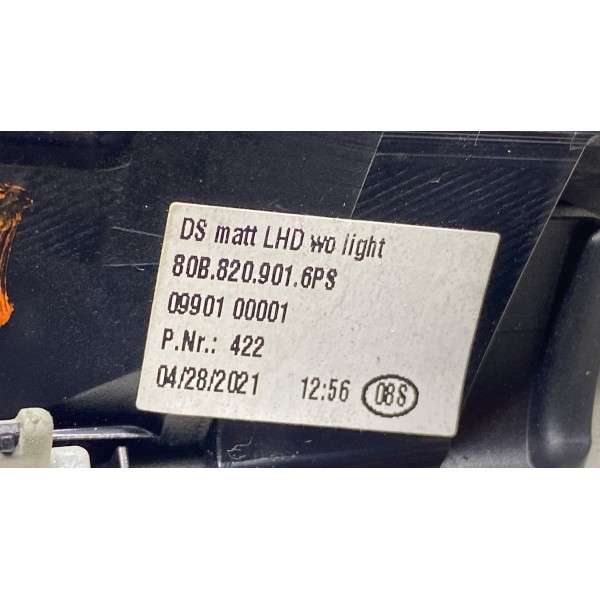 DS matt LHD wo light
80B.820.901.6PS
09901 00001
P.Nr.: 422
04/28/2021 12:56 08S